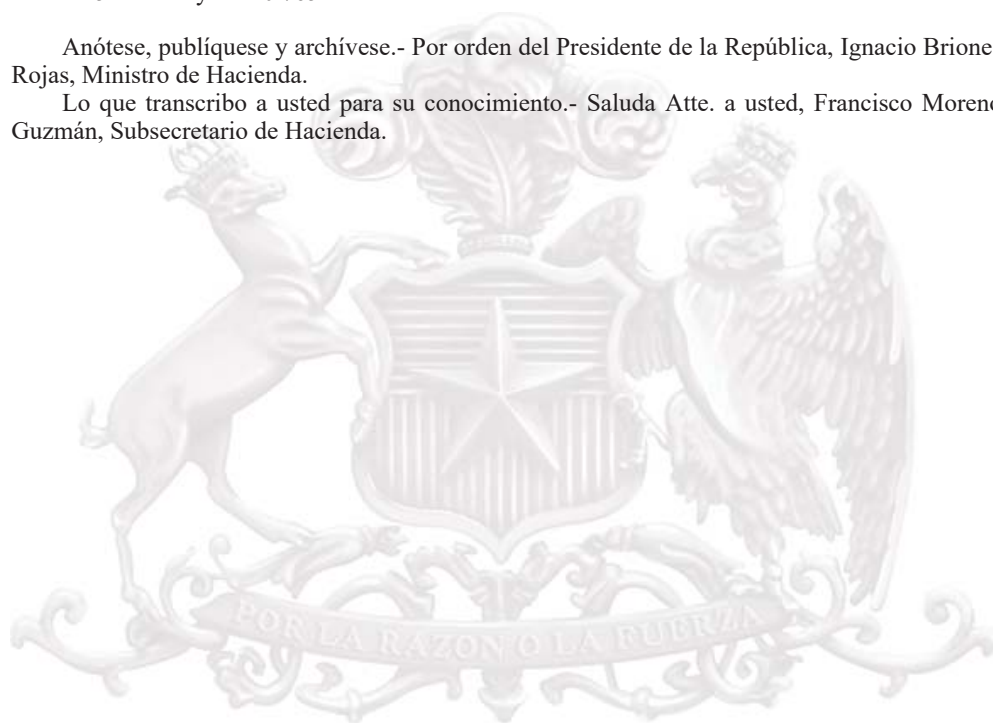 Anótese, publíquese y archívese.- Por orden del Presidente de la República, Ignacio Brione
Rojas, Ministro de Hacienda.
Lo que transcribo a usted para su conocimiento.- Saluda Atte. a usted, Francisco Moreno
Guzmán, Subsecretario de Hacienda.
POR LA RAZON O LA FUERZA